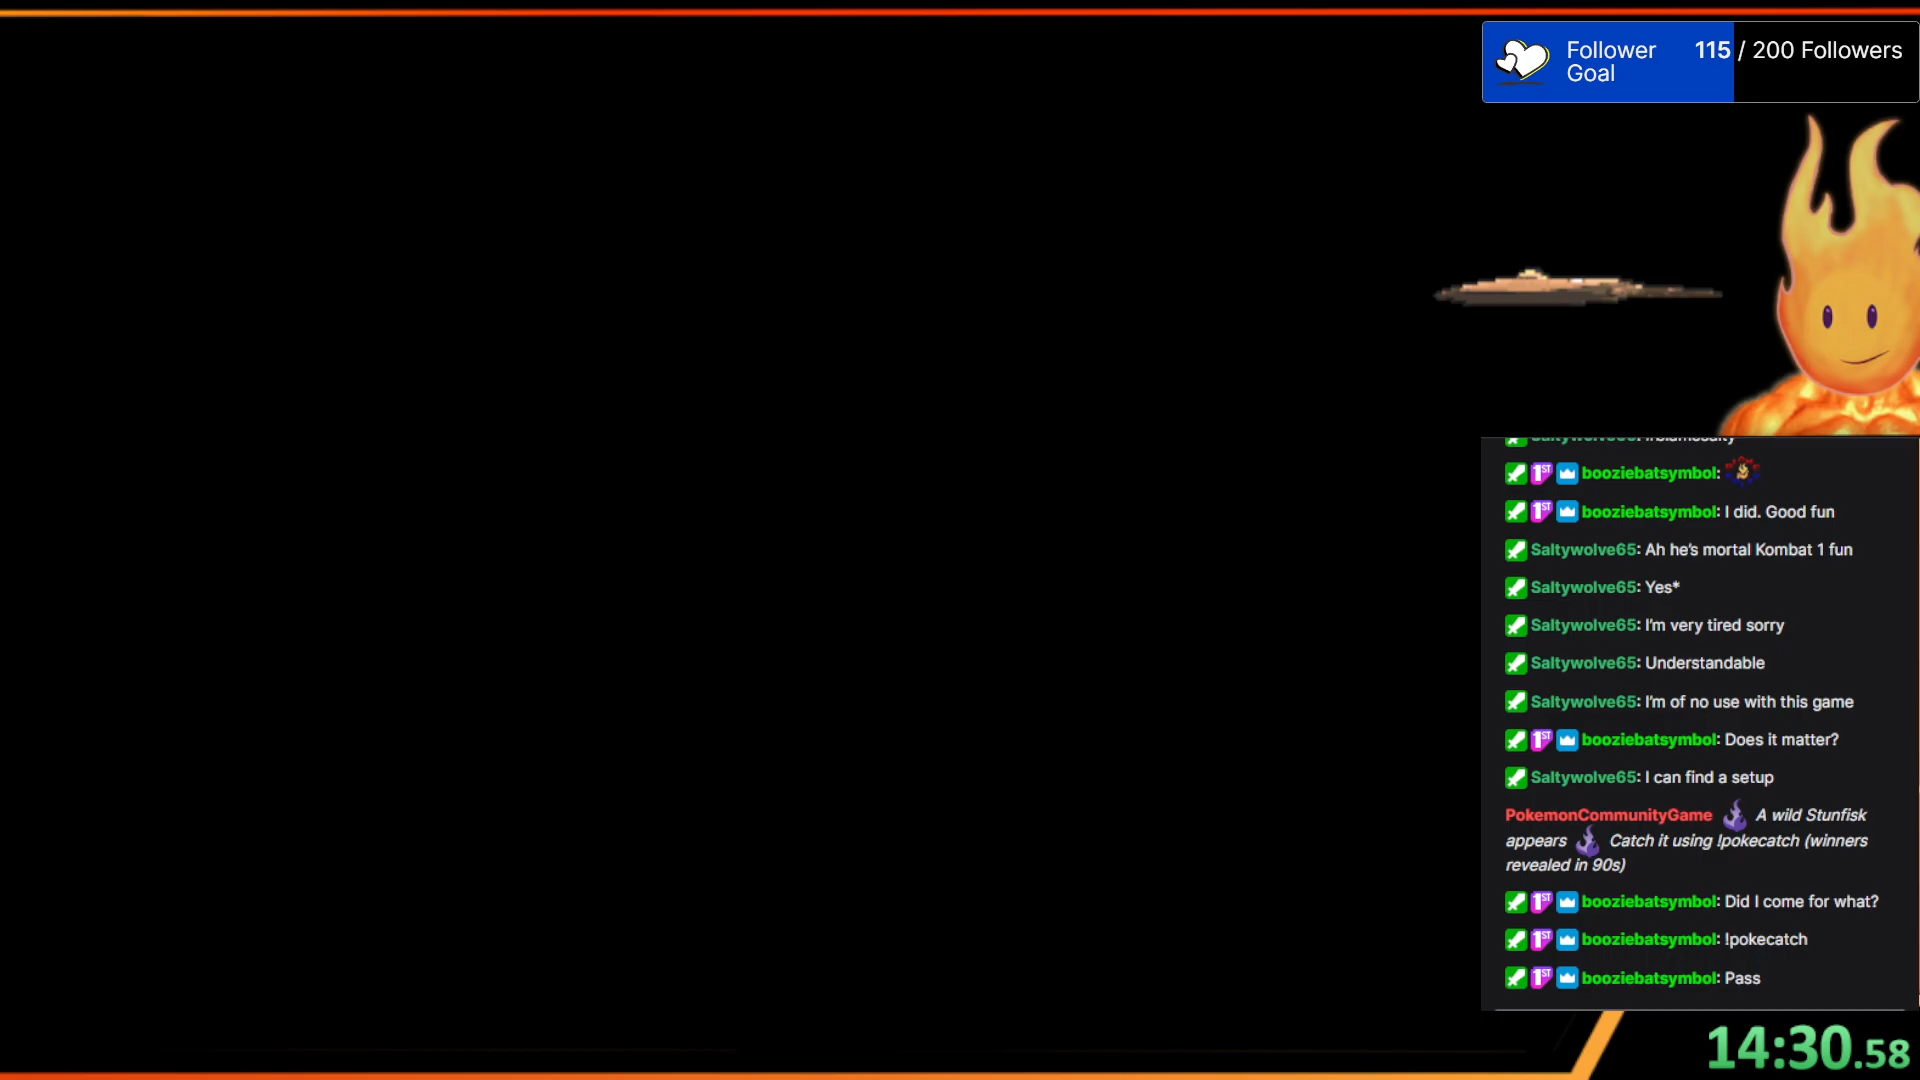 Follower Goal
115 / 200 Followers
booziebatsymbol:
booziebatsymbol: I did. Good fun
Saltywolve65: Ah he's mortal Kombat 1 fun
Saltywolve65: Yes*
Saltywolve65: I'm very tired sorry
Saltywolve65: Understandable
Saltywolve65: I'm of no use with this game
booziebatsymbol: Does it matter?
Saltywolve65: I can find a setup
PokemonCommunityGame A wild Stunfisk
appears Catch it using !pokecatch (winners
revealed in 90s)
booziebatsymbol: Did I come for what?
booziebatsymbol: !pokecatch
booziebatsymbol: Pass
14:30.58